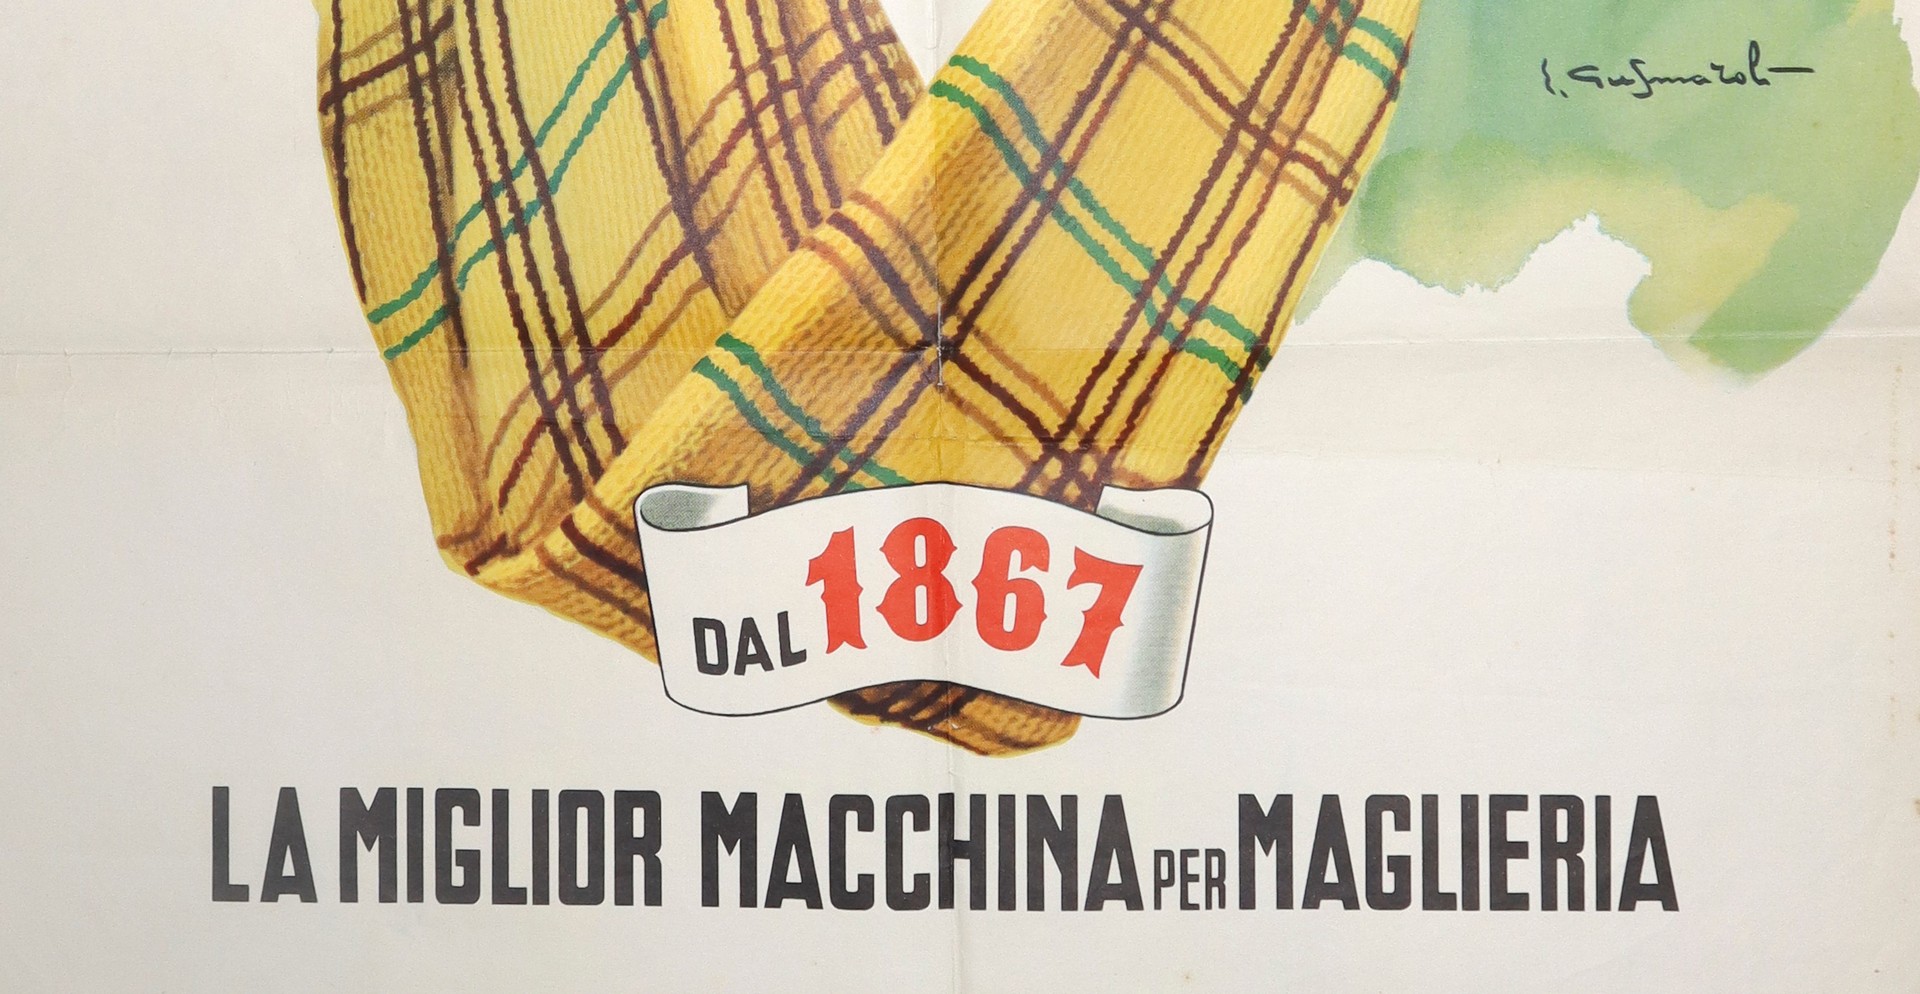 DAL 1867
LA MIGLIOR MACCHINA PER MAGLIERIA